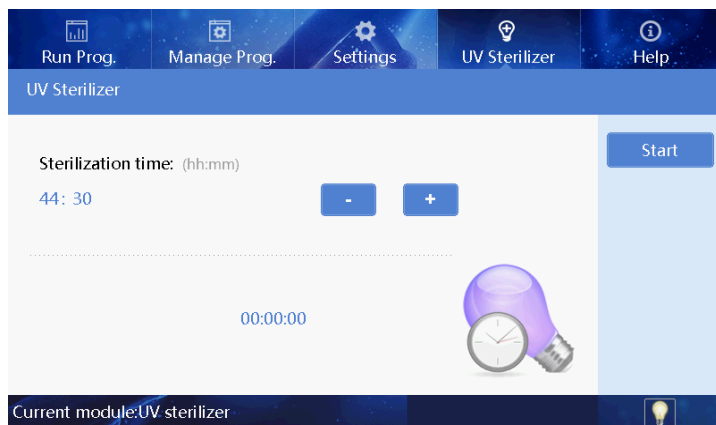 Run Prog. Manage Prog. Settings UV Sterilizer Help
UV Sterilizer
Sterilization time: (hh:mm)
Start
44: 30
- +
00:00:00
Current module:UV sterilizer